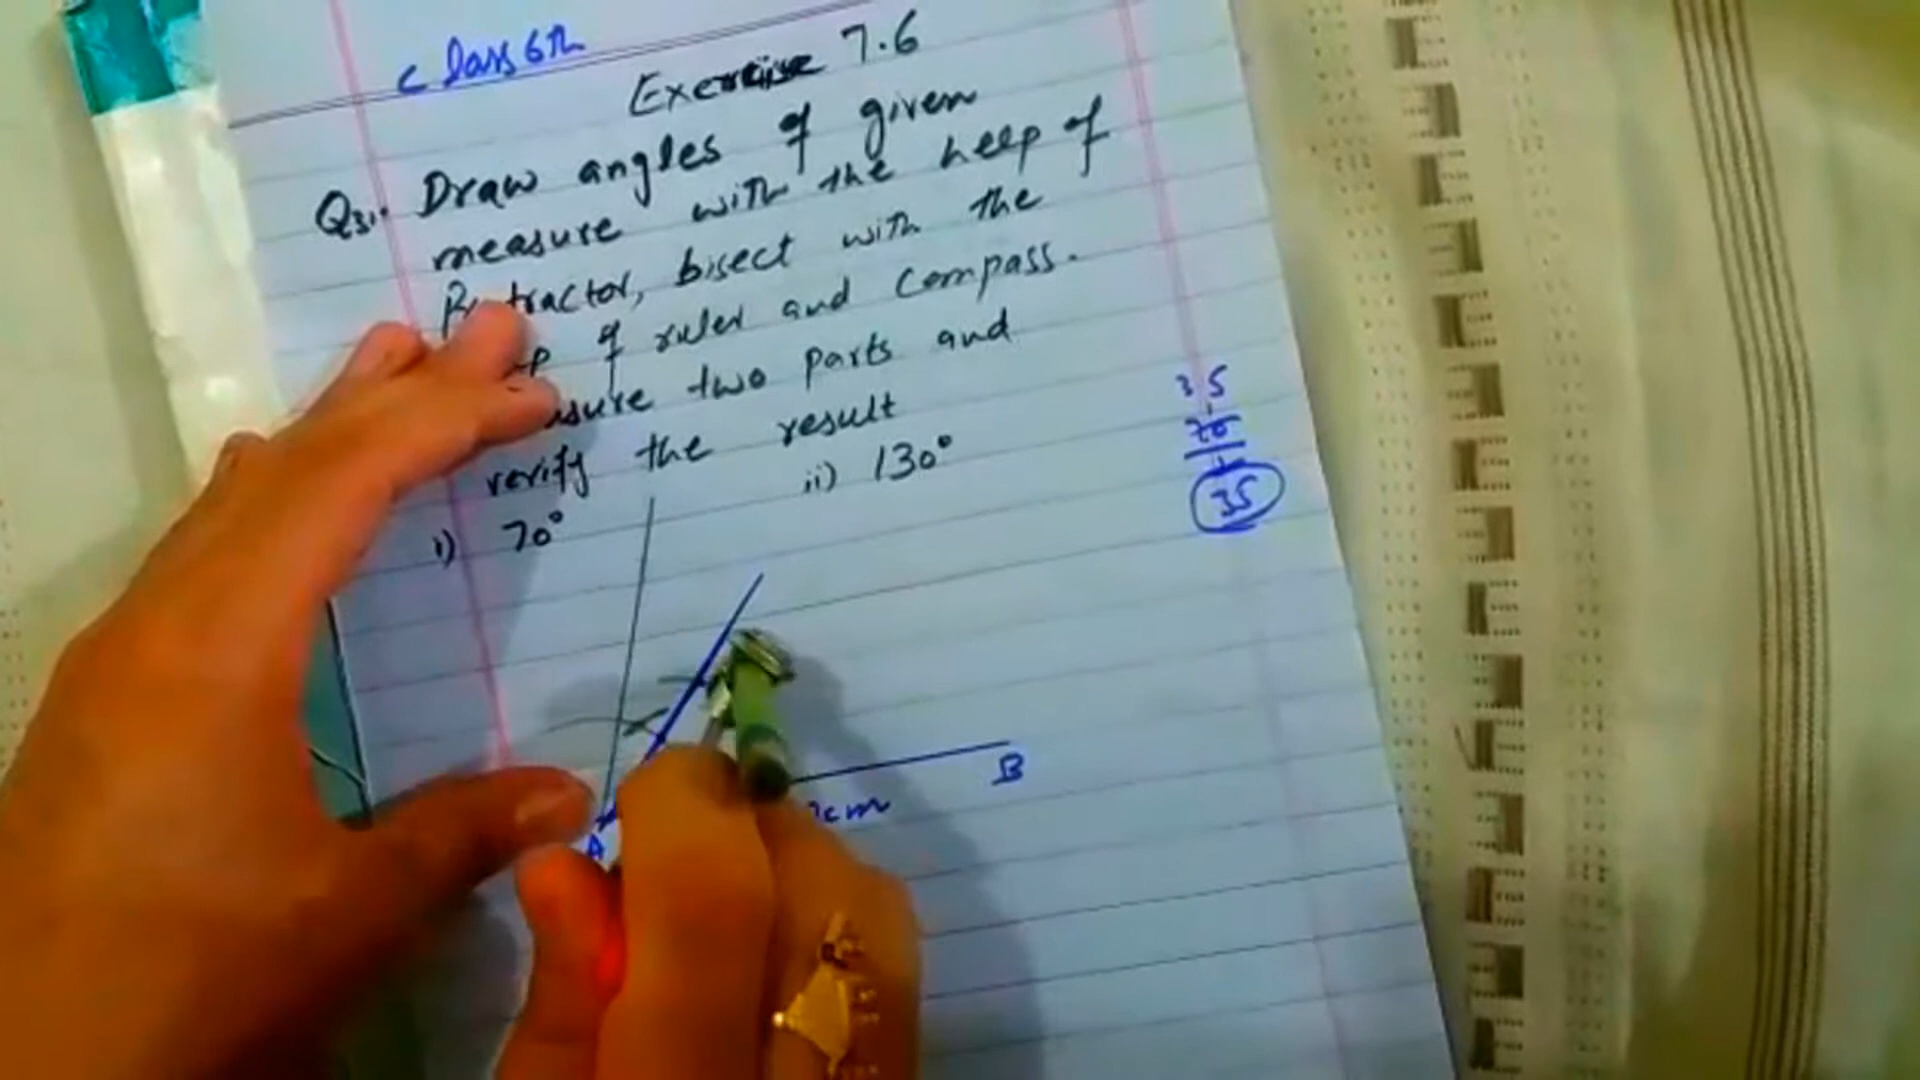 Class 6th
Exercise 7.6
Q3:- Draw angles of given
measure with the help of
Protractor, bisect with the
of ruler and compass.
two parts and
verify the result
i) 70° ii) 130°
35
70
35
A
B
cm